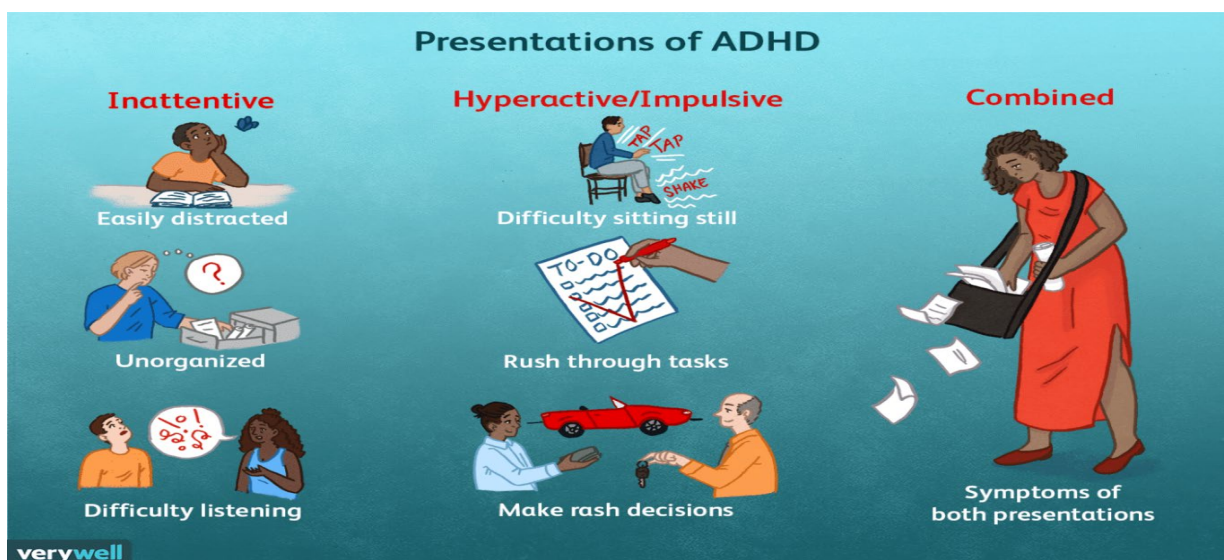 Presentations of ADHD
Inattentive
Easily distracted
?
Unorganized
Difficulty listening
Hyperactive/Impulsive
TAP
TAP
SHAKE
Difficulty sitting still
TO-DO
Rush through tasks
Make rash decisions
Combined
Symptoms of
both presentations
verywell